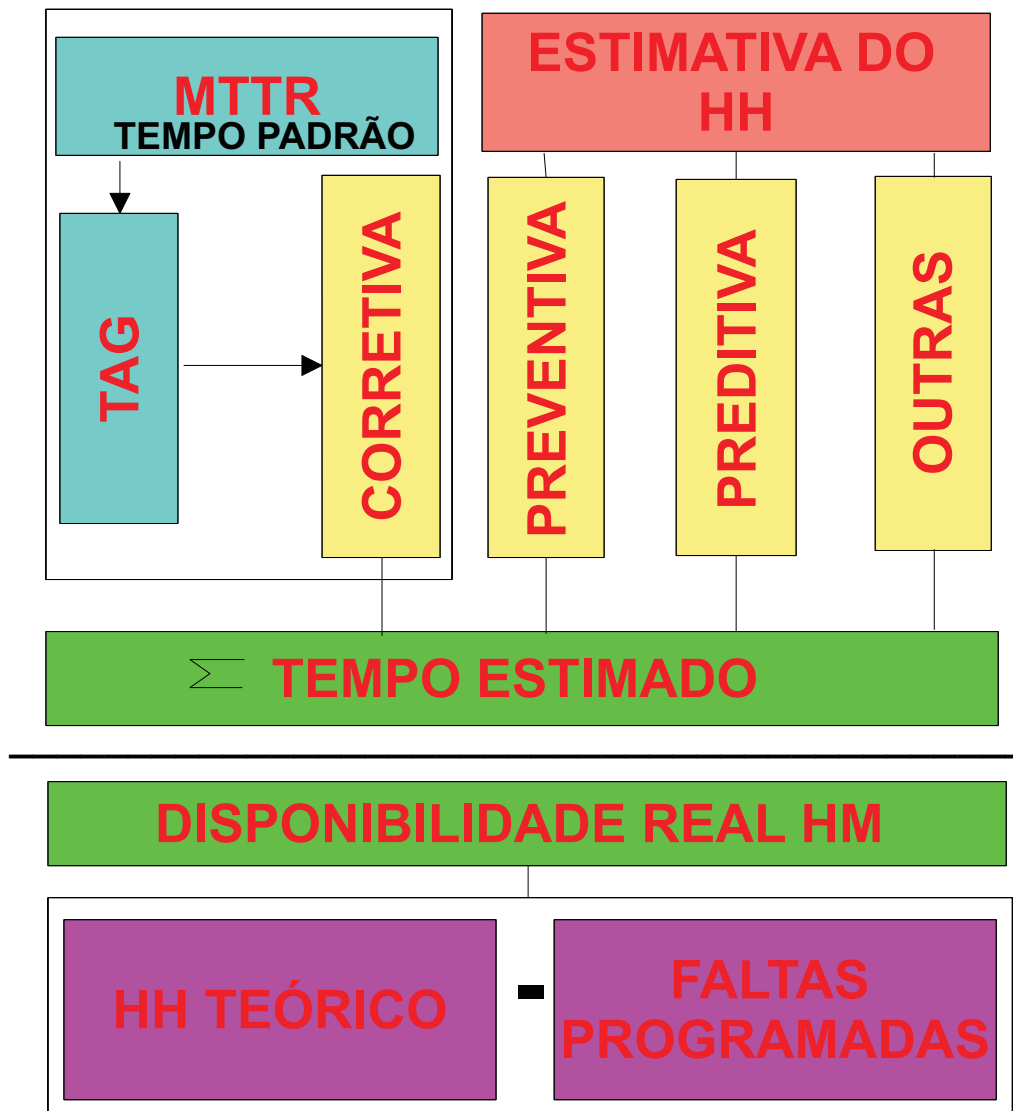 MTTR
TEMPO PADRÃO
ESTIMATIVA DO
HH
TAG
CORRETIVA
PREVENTIVA
PREDITIVA
OUTRAS
∑ TEMPO ESTIMADO
DISPONIBILIDADE REAL HM
HH TEÓRICO
-
FALTAS
PROGRAMADAS